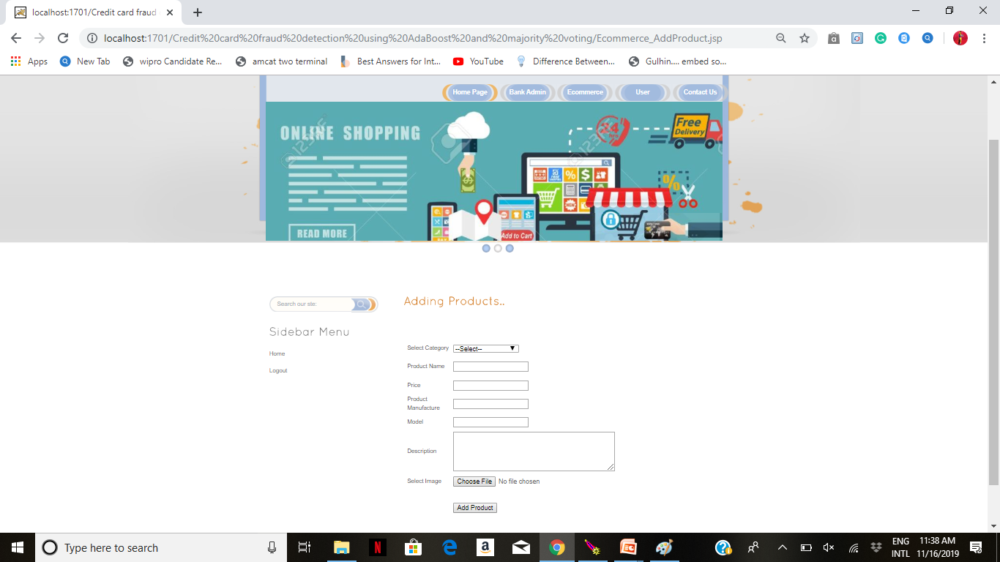 localhost:1701/Credit card fraud
localhost:1701/Credit%20card%20fraud%20detection%20using%20AdaBoost%20and%20majority%20voting/Ecommerce_AddProduct.jsp
Apps New Tab wipro Candidate Re... amcat two terminal Best Answers for Int... YouTube Difference Between... Gulhin.... embed so...
Home Page Bank Admin Ecommerce User Contact Us
ONLINE SHOPPING
24
Free
Delivery
123RF
READ MORE
Add to Cart
Search our ste:
Adding Products..
Sidebar Menu
Home
Logout
Select Category --Select--
Product Name
Price
Product
Manufacture
Model
Description
Select Image Choose File No file chosen
Add Product
Type here to search
ENG 11:38 AM
INTL 11/16/2019